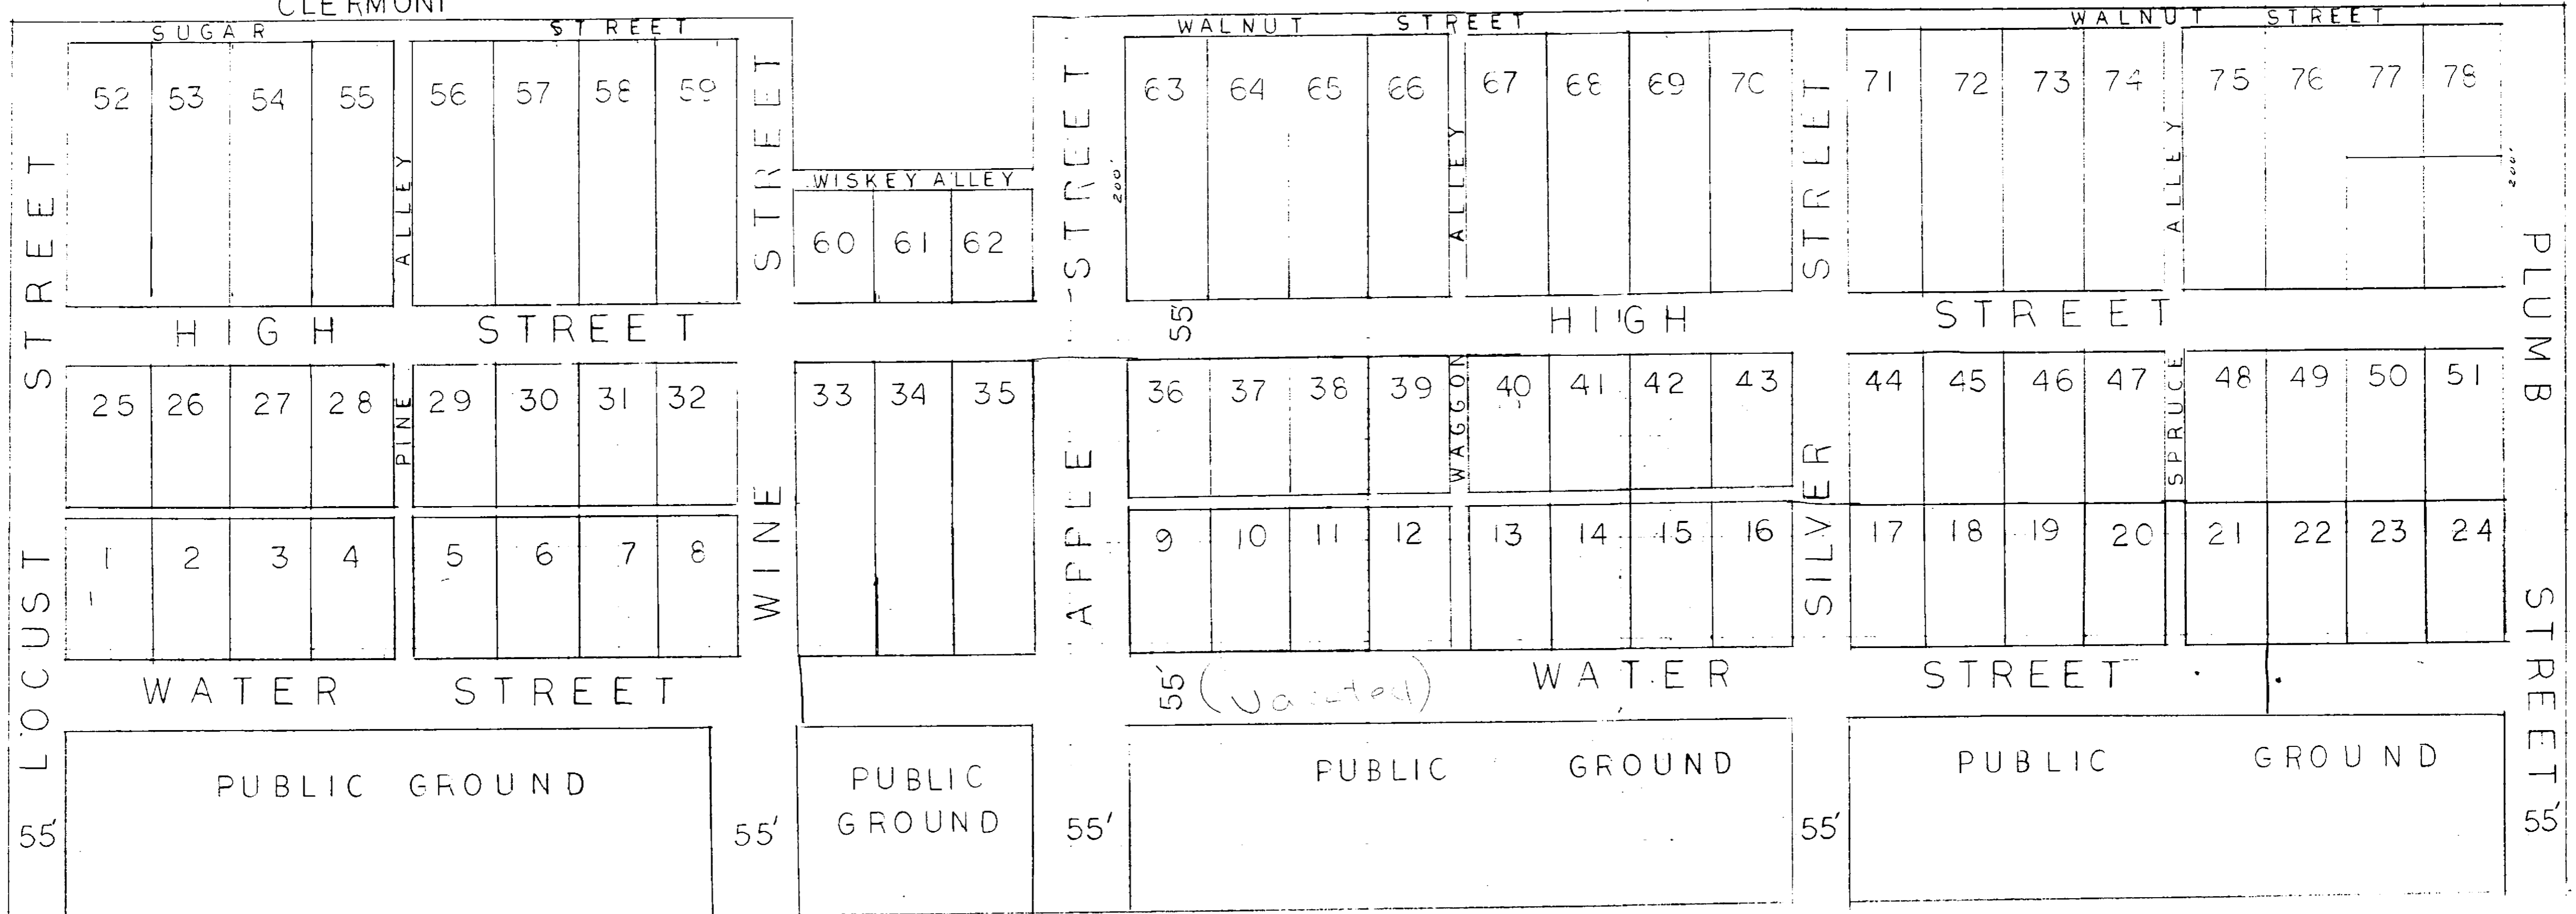 CLERMONT
SUGAR STREET
WALNUT STREET
WALNUT STREET
52 53 54 55 56 57 58 59
63 64 65 66 67 68 69 70
71 72 73 74 75 76 77 78
WISKEY ALLEY
60 61 62
200'
200'
HIGH STREET
55'
HIGH STREET
25 26 27 28 29 30 31 32
33 34 35
36 37 38 39 40 41 42 43
44 45 46 47 48 49 50 51
1 2 3 4 5 6 7 8
9 10 11 12 13 14 15 16
17 18 19 20 21 22 23 24
LOCUST STREET
PINE ALLEY
WINE STREET
APPLE STREET
WAGGON ALLEY
SILVER STREET
SPRUCE ALLEY
PLUMB STREET
WATER STREET
55' (Vacated)
WATER STREET
PUBLIC GROUND
PUBLIC
GROUND
PUBLIC GROUND
PUBLIC GROUND
55' 55' 55' 55' 55'